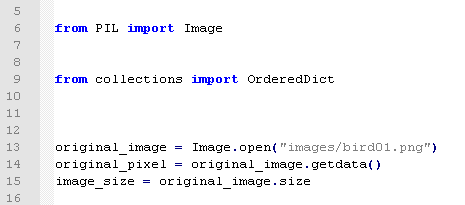 5
6 from PIL import Image
7
8
9 from collections import OrderedDict
10
11
12
13 original_image = Image.open("images/bird01.png")
14 original_pixel = original_image.getdata()
15 image_size = original_image.size
16